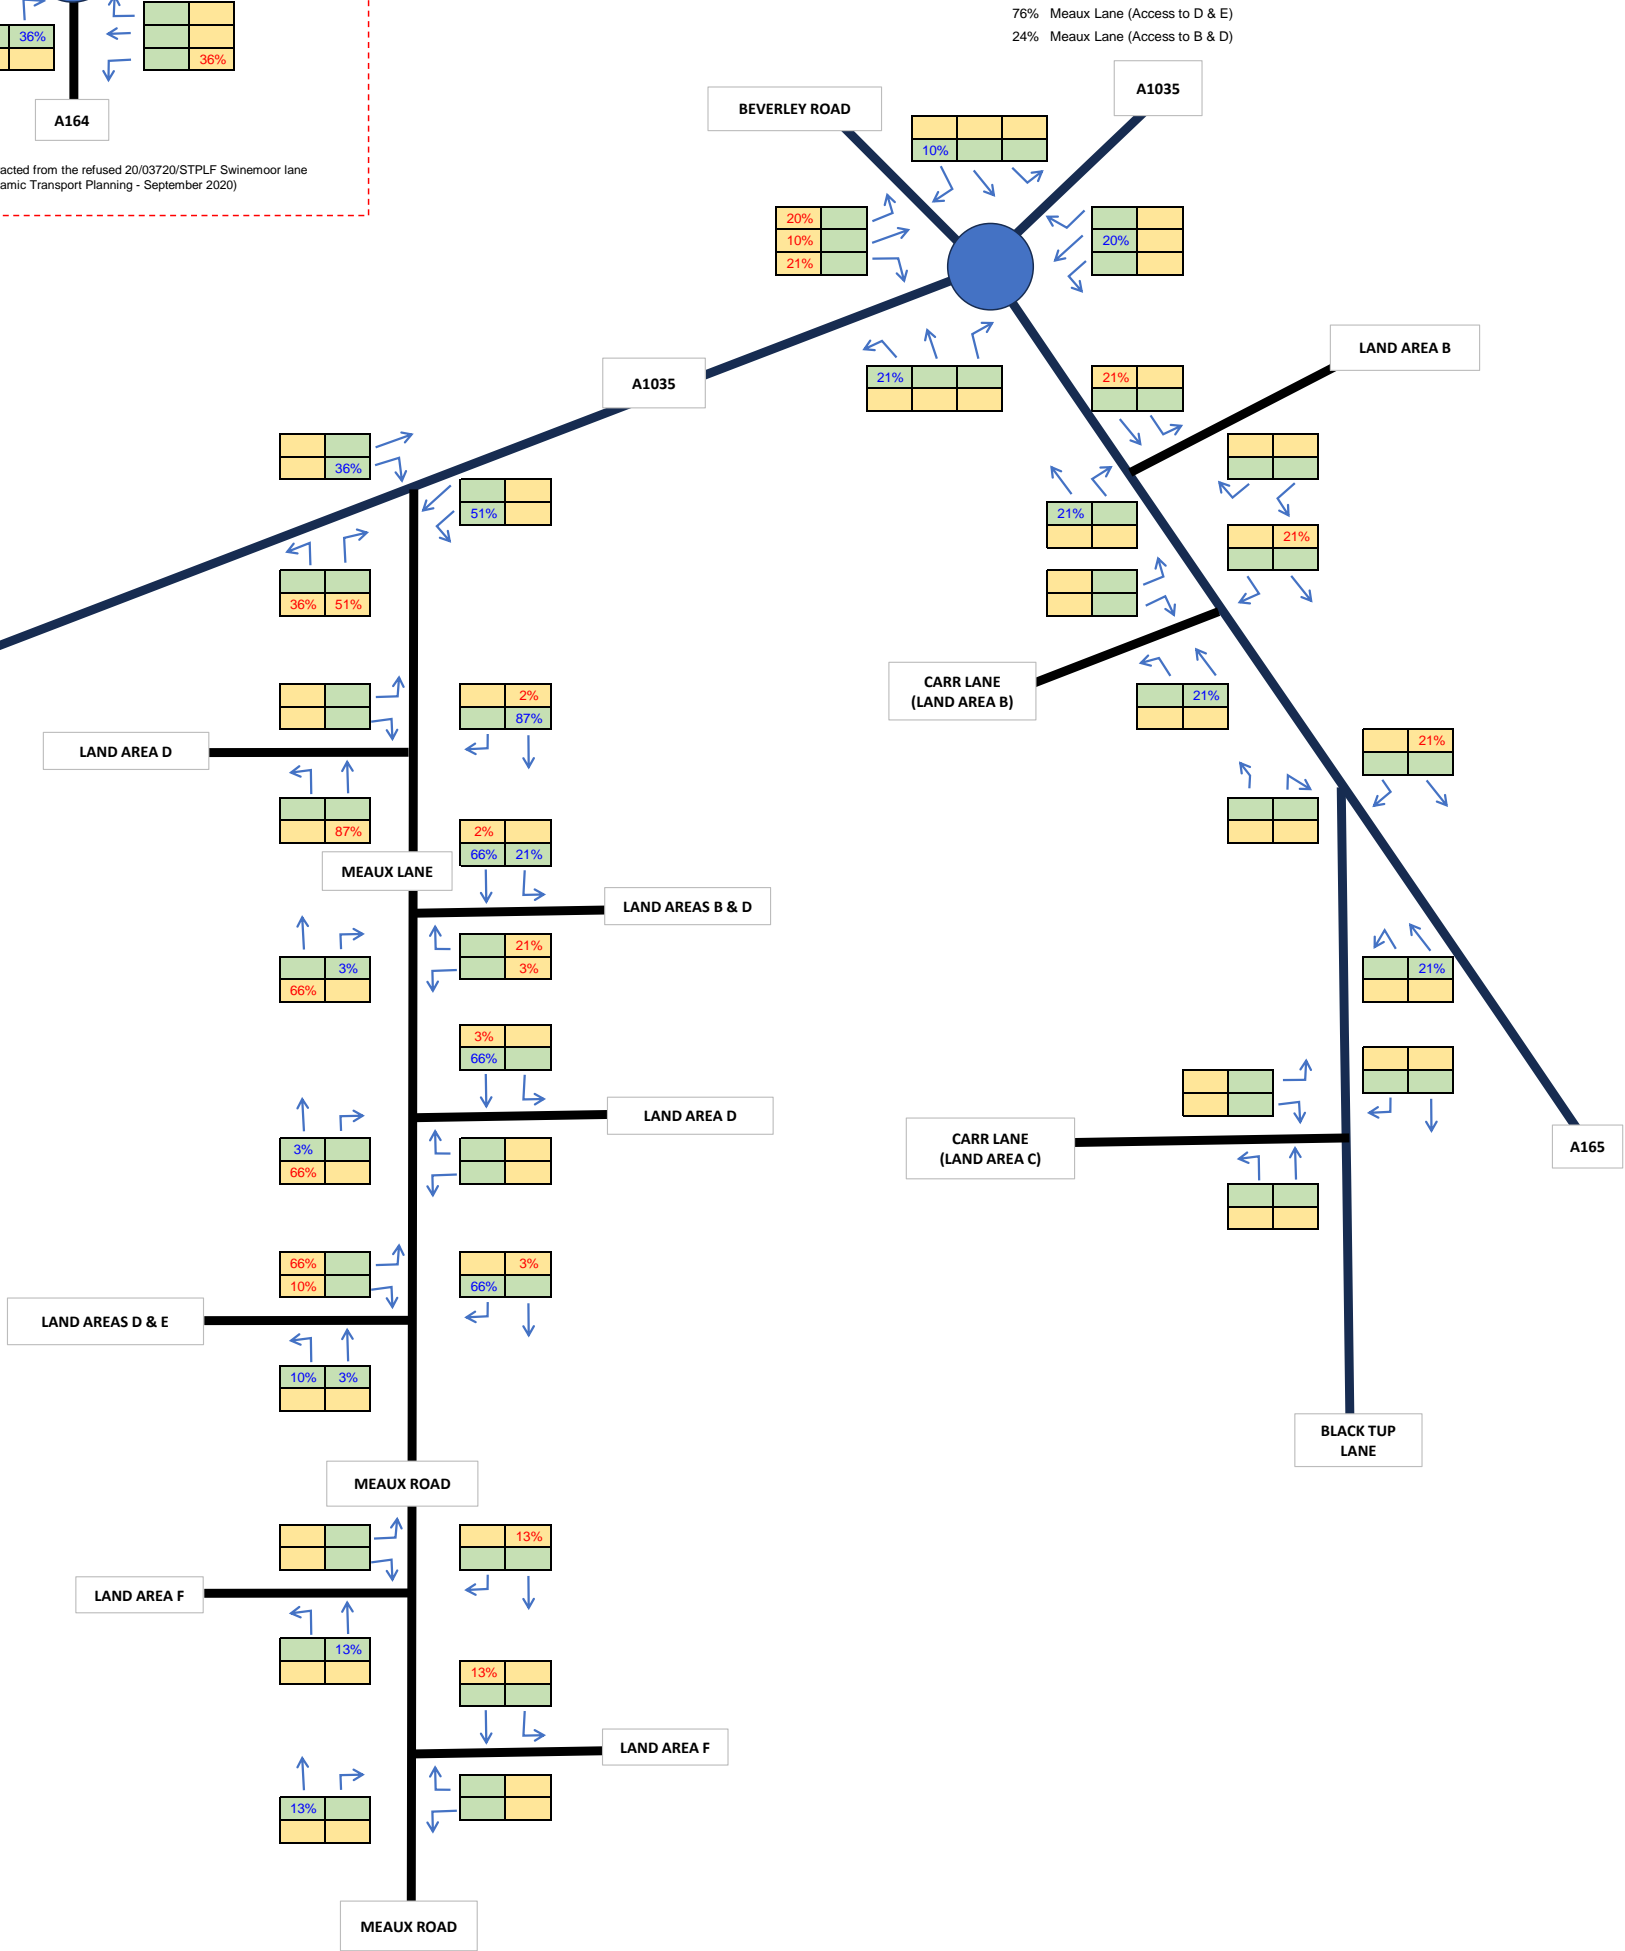 76% Meaux Lane (Access to D & E)
24% Meaux Lane (Access to B & D)
36%
36%
A164
acted from the refused 20/03720/STPLF Swinemoor lane
amic Transport Planning - September 2020)
BEVERLEY ROAD
A1035
10%
20%
10%
21%
20%
A1035
21%
21%
LAND AREA B
36%
51%
21%
21%
36% 51%
CARR LANE
(LAND AREA B)
21%
2%
87%
LAND AREA D
21%
87%
MEAUX LANE
2%
66% 21%
LAND AREAS B & D
3%
66%
21%
3%
21%
3%
66%
LAND AREA D
3%
66%
CARR LANE
(LAND AREA C)
A165
66%
10%
3%
66%
LAND AREAS D & E
10% 3%
BLACK TUP
LANE
MEAUX ROAD
13%
LAND AREA F
13%
13%
LAND AREA F
13%
MEAUX ROAD